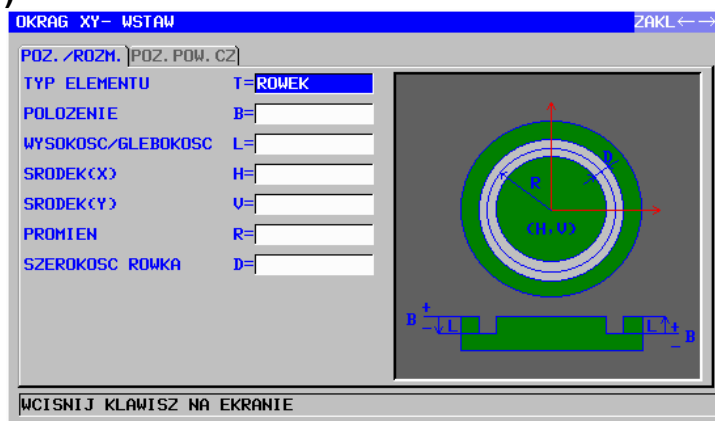 )
OKRAG XY- WSTAW ZAKL←→
POZ./ROZM. POZ.POW.CZ
TYP ELEMENTU T=ROWEK
POLOZENIE B=
WYSOKOSC/GLEBOKOSC L=
SRODEK(X) H=
SRODEK(Y) V=
PROMIEN R=
SZEROKOSC ROWKA D=
D
R
(H,V)
+ B − L
L + B −
WCISNIJ KLAWISZ NA EKRANIE